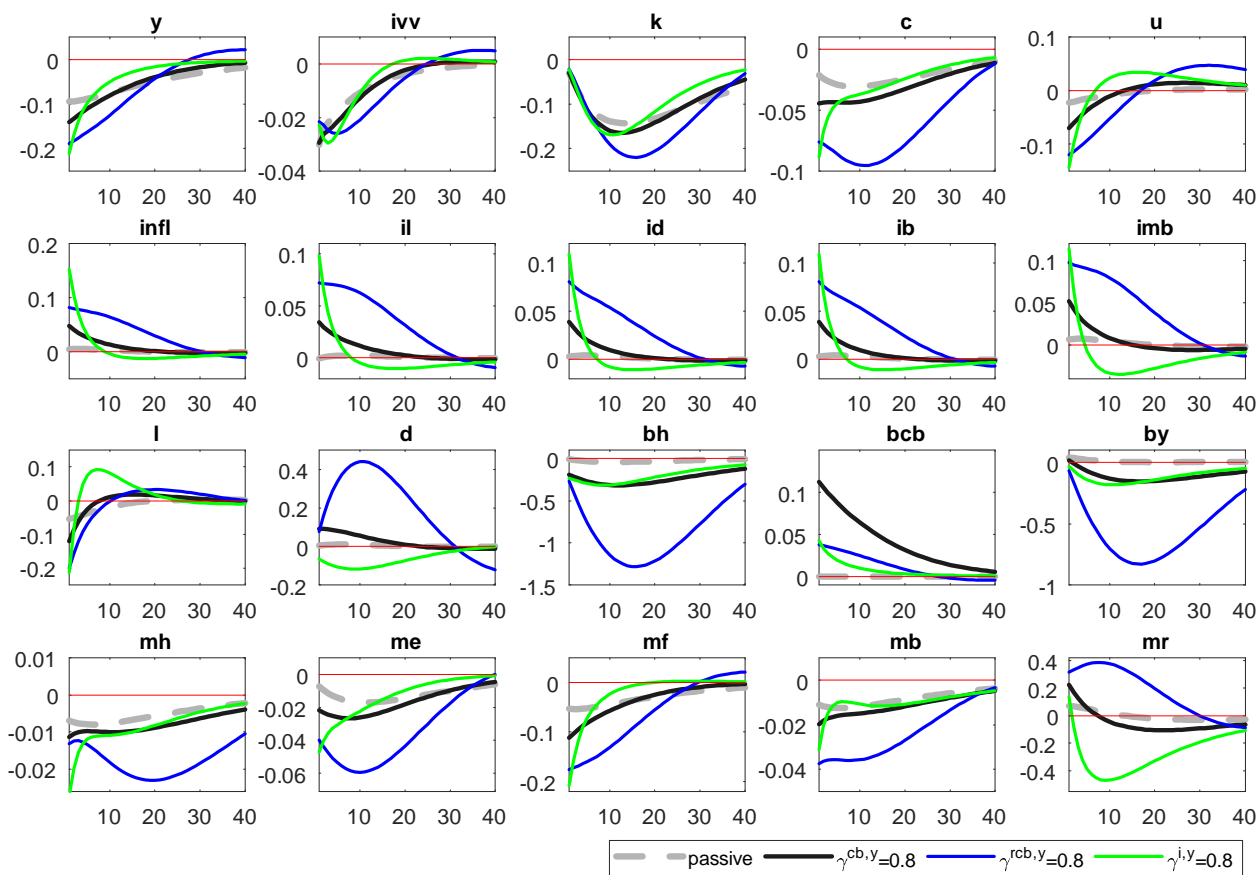 y ivv k c u
0 0 0 0 0.1
-0.1 -0.02 -0.1 -0.05 0
-0.2 -0.04 -0.2 -0.1 -0.1
10 20 30 40 10 20 30 40 10 20 30 40 10 20 30 40 10 20 30 40
infl il id ib imb
0.2 0.1 0.1 0.1 0.1
0.1 0.05 0.05 0.05 0.05
0 0 0 0 0
10 20 30 40 10 20 30 40 10 20 30 40 10 20 30 40 10 20 30 40
l d bh bcb by
0.1 0.4 0 0.1 0
0 0.2 -0.5 0.05 -0.5
-0.1 0 -1 0 -1
-0.2 -0.2 -1.5
10 20 30 40 10 20 30 40 10 20 30 40 10 20 30 40 10 20 30 40
mh me mf mb mr
0.01 0 0 0 0.4
0 -0.02 -0.1 -0.02 0.2
-0.01 -0.04 -0.2 -0.04 0
-0.02 -0.06 -0.2
-0.4
10 20 30 40 10 20 30 40 10 20 30 40 10 20 30 40 10 20 30 40
passive γ^cb,y=0.8 γ^rcb,y=0.8 γ^i,y=0.8